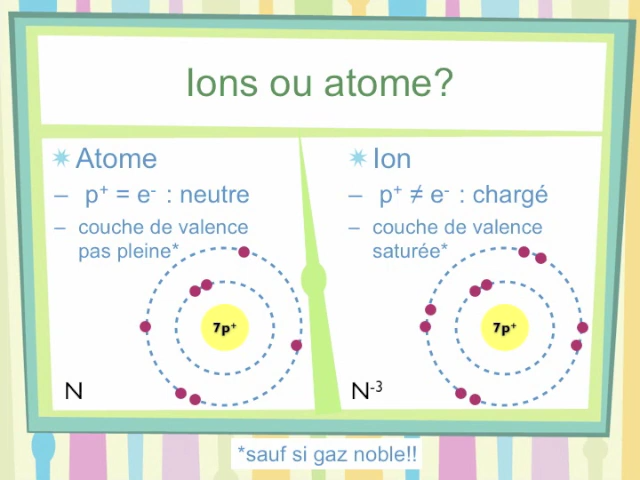 Ions ou atome?
Atome
– p⁺ = e⁻ : neutre
– couche de valence
pas pleine*
7p⁺
N
Ion
– p⁺ ≠ e⁻ : chargé
– couche de valence
saturée*
7p⁺
N⁻³
*sauf si gaz noble!!